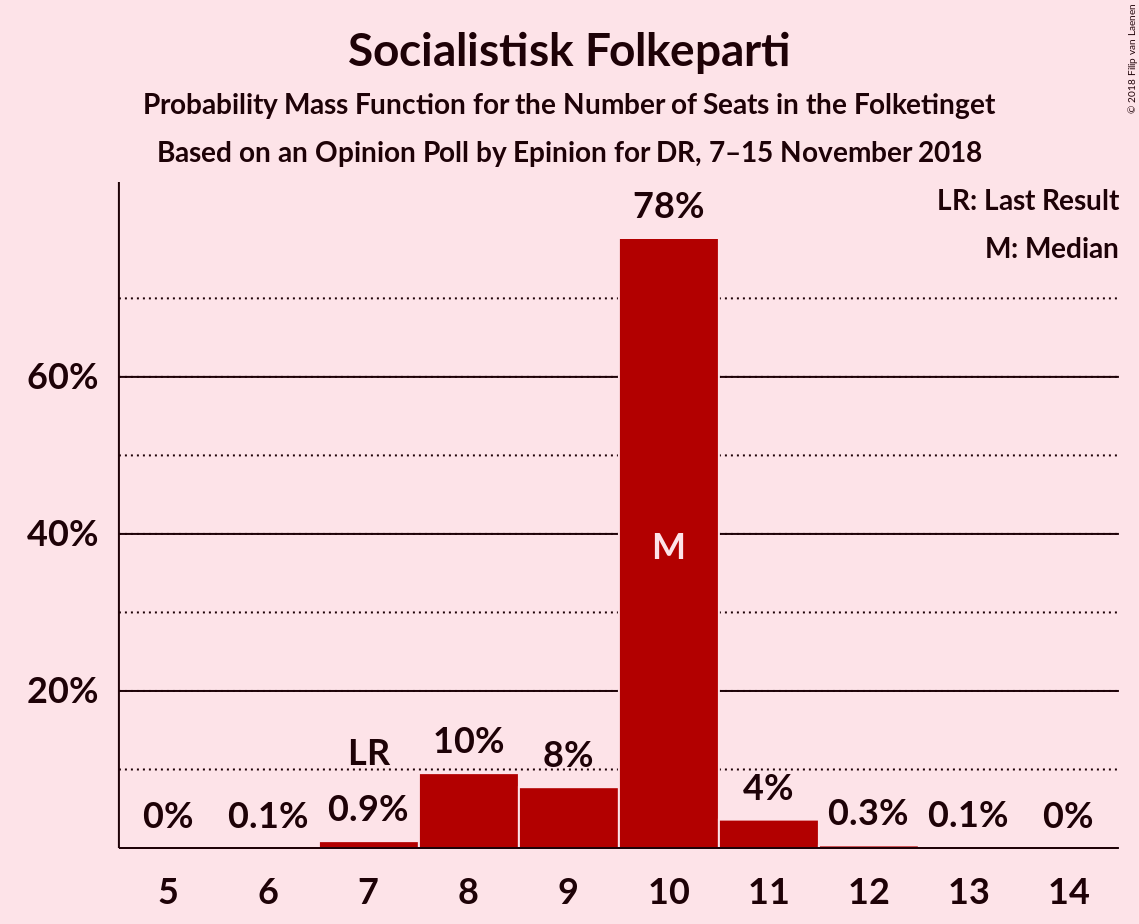 © 2018 Filip van Laenen
Socialistisk Folkeparti
Probability Mass Function for the Number of Seats in the Folketinget
Based on an Opinion Poll by Epinion for DR, 7–15 November 2018
LR: Last Result
M: Median
78%
60%
40%
20%
M
LR
0%
0.1%
0.9%
10%
8%
4%
0.3%
0.1%
0%
5
6
7
8
9
10
11
12
13
14